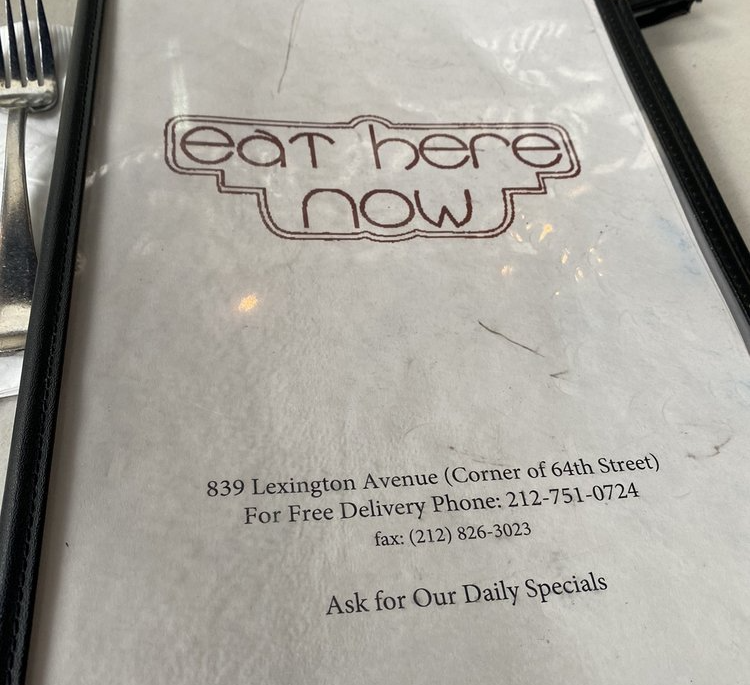 eat here
now
839 Lexington Avenue (Corner of 64th Street)
For Free Delivery Phone: 212-751-0724
fax: (212) 826-3023
Ask for Our Daily Specials